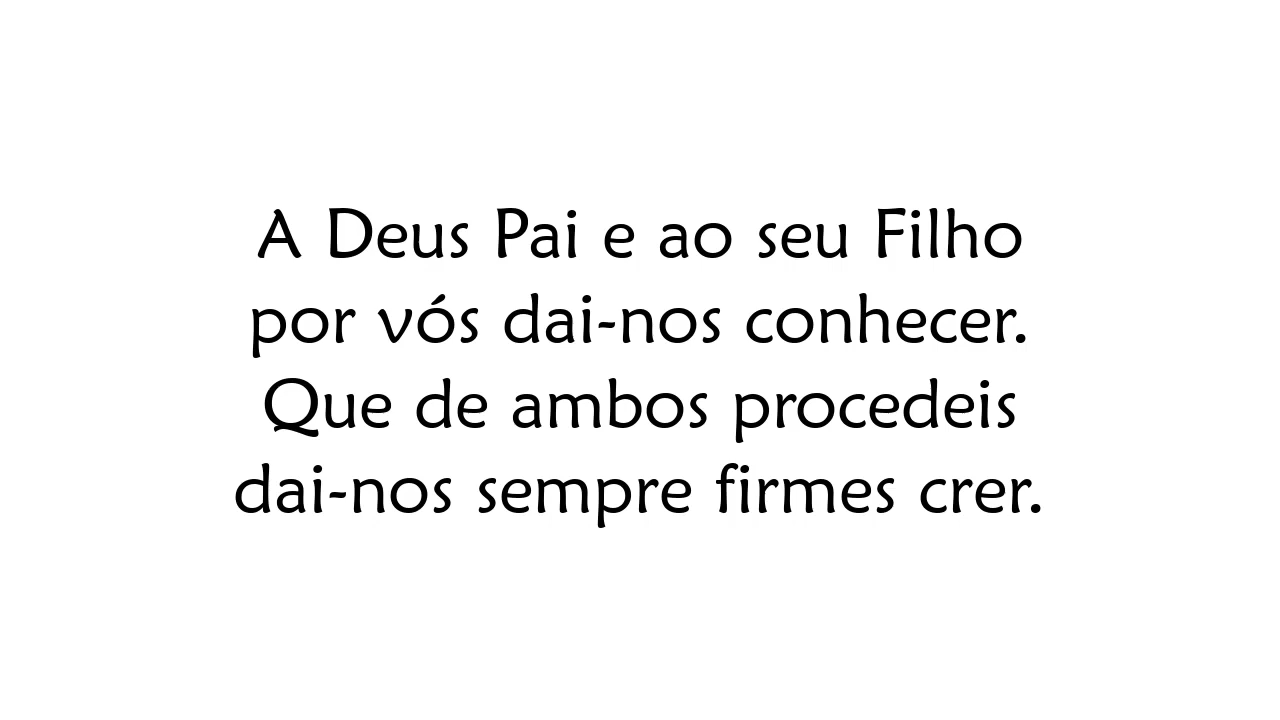 A Deus Pai e ao seu Filho
por vós dai-nos conhecer.
Que de ambos procedeis
dai-nos sempre firmes crer.